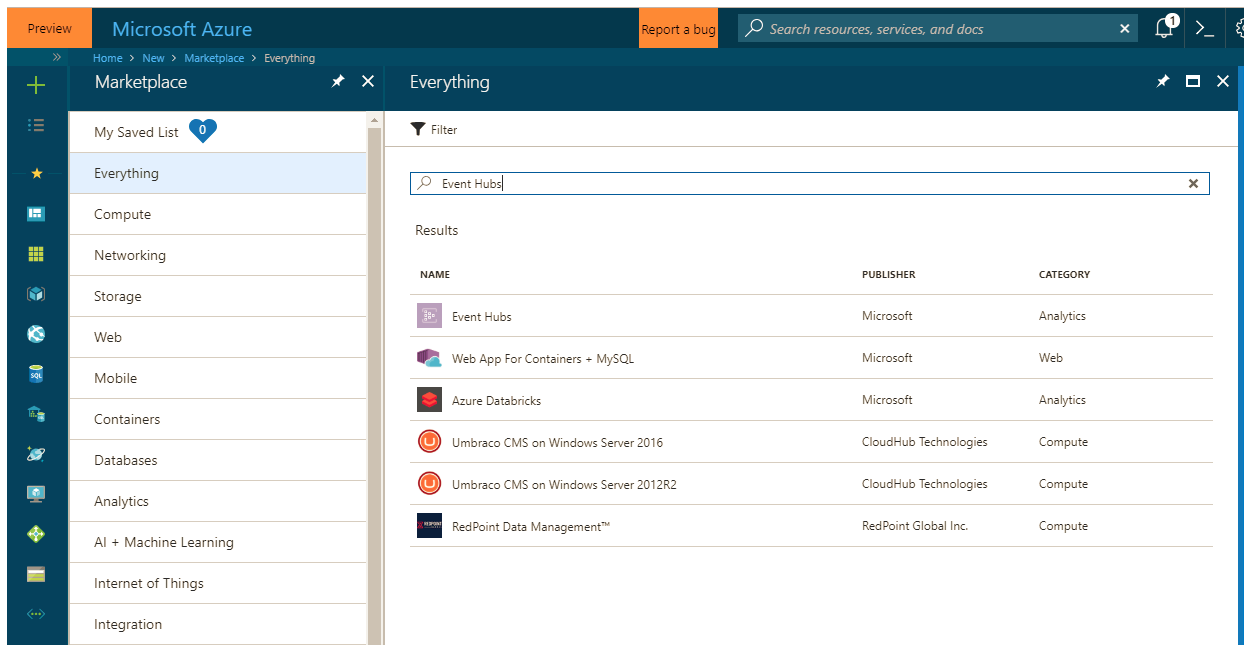 Preview
Microsoft Azure
Report a bug
Search resources, services, and docs
1
Home > New > Marketplace > Everything
Marketplace
My Saved List 0
Everything
Compute
Networking
Storage
Web
Mobile
Containers
Databases
Analytics
AI + Machine Learning
Internet of Things
Integration
SQL
Everything
Filter
Event Hubs
Results
NAME PUBLISHER CATEGORY
Event Hubs Microsoft Analytics
Web App For Containers + MySQL Microsoft Web
Azure Databricks Microsoft Analytics
Umbraco CMS on Windows Server 2016 CloudHub Technologies Compute
Umbraco CMS on Windows Server 2012R2 CloudHub Technologies Compute
REDPOINT
RedPoint Data Management™ RedPoint Global Inc. Compute